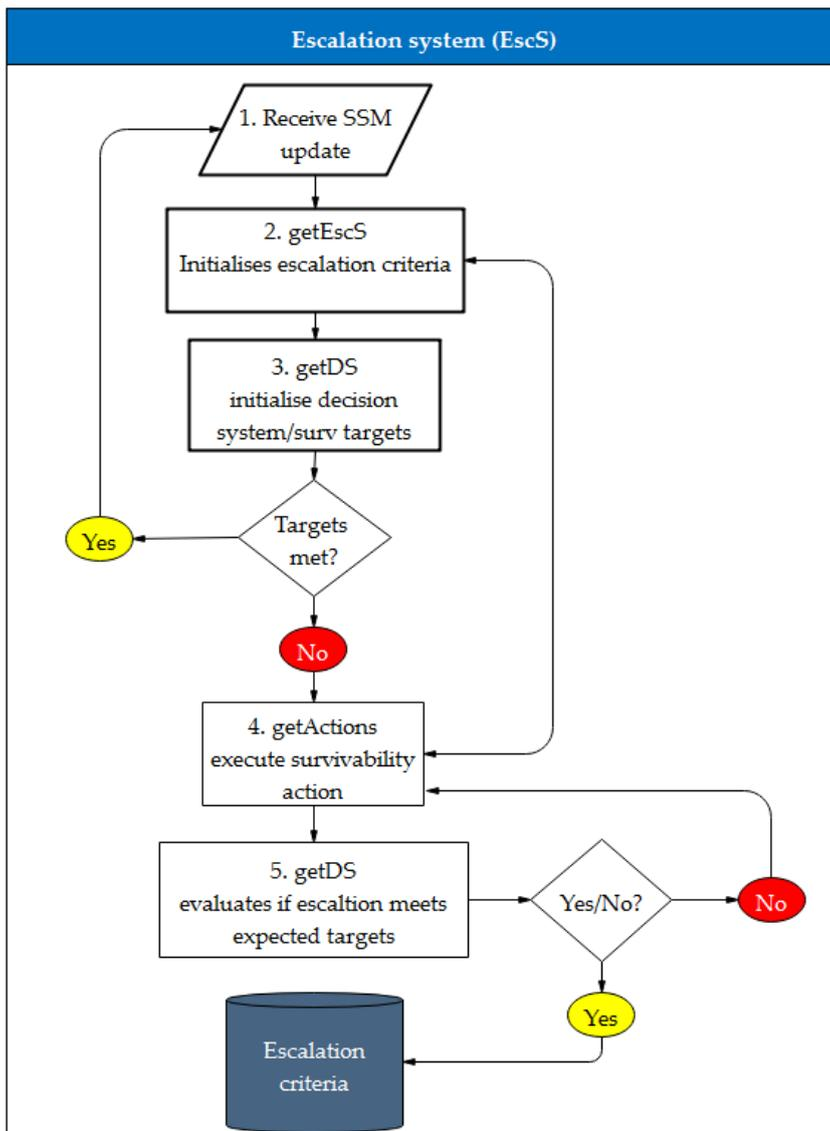 Escalation system (EscS)
1. Receive SSM
update
2. getEscS
Initialises escalation criteria
3. getDS
initialise decision
system/surv targets
Targets
met?
Yes
No
4. getActions
execute survivability
action
5. getDS
evaluates if escaltion meets
expected targets
Yes/No?
No
Yes
Escalation
criteria